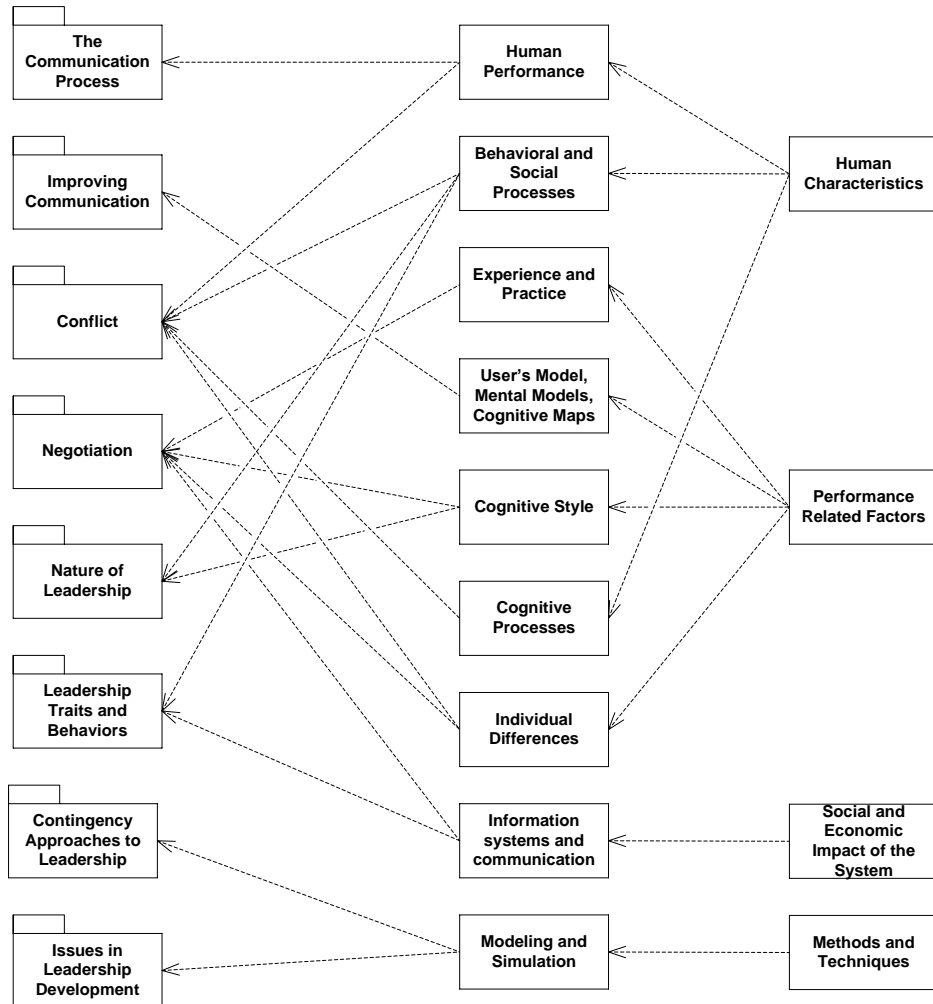 The
Communication
Process
Improving
Communication
Conflict
Negotiation
Nature of
Leadership
Leadership
Traits and
Behaviors
Contingency
Approaches to
Leadership
Issues in
Leadership
Development
Human
Performance
Behavioral and
Social
Processes
Experience and
Practice
User's Model,
Mental Models,
Cognitive Maps
Cognitive Style
Cognitive
Processes
Individual
Differences
Information
systems and
communication
Modeling and
Simulation
Human
Characteristics
Performance
Related Factors
Social and
Economic
Impact of the
System
Methods and
Techniques